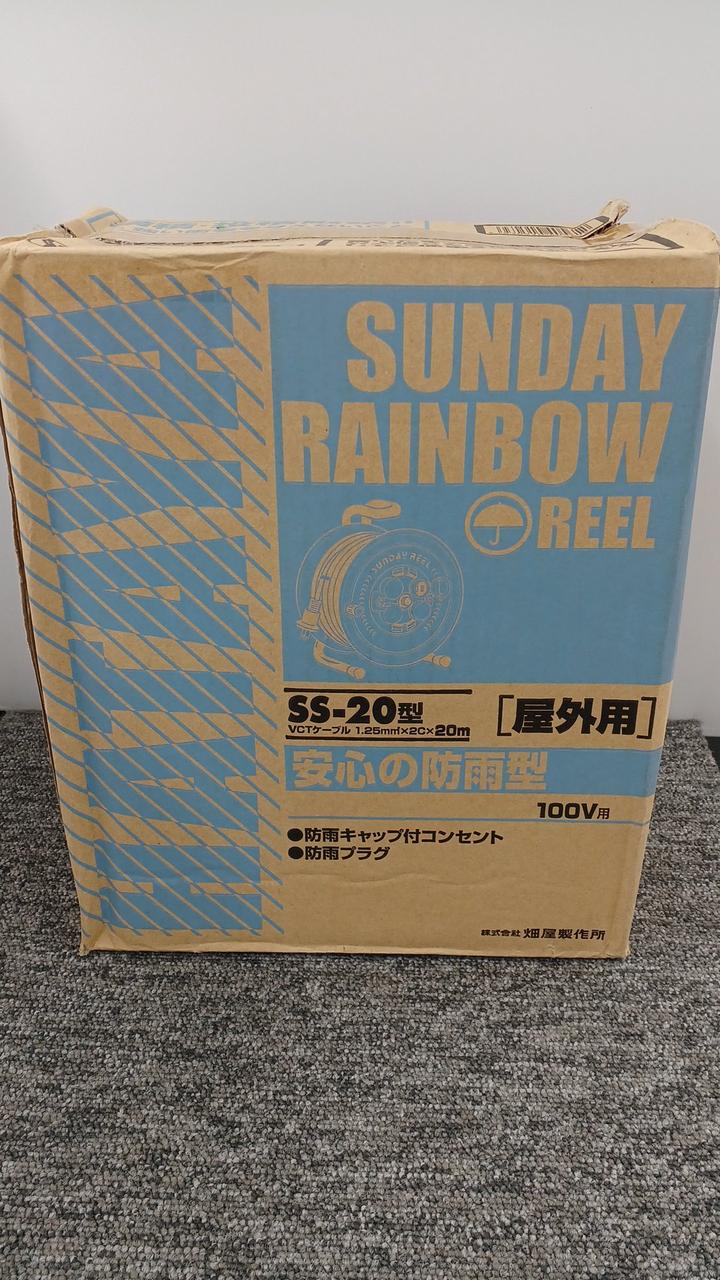 HATAYA
SUNDAY
RAINBOW
REEL
SUNDAY REEL
SS-20型
VCTケーブル 1.25mm²×2C×20m
[屋外用]
安心の防雨型
100V用
●防雨キャップ付コンセント
●防雨プラグ
株式会社 畑屋製作所